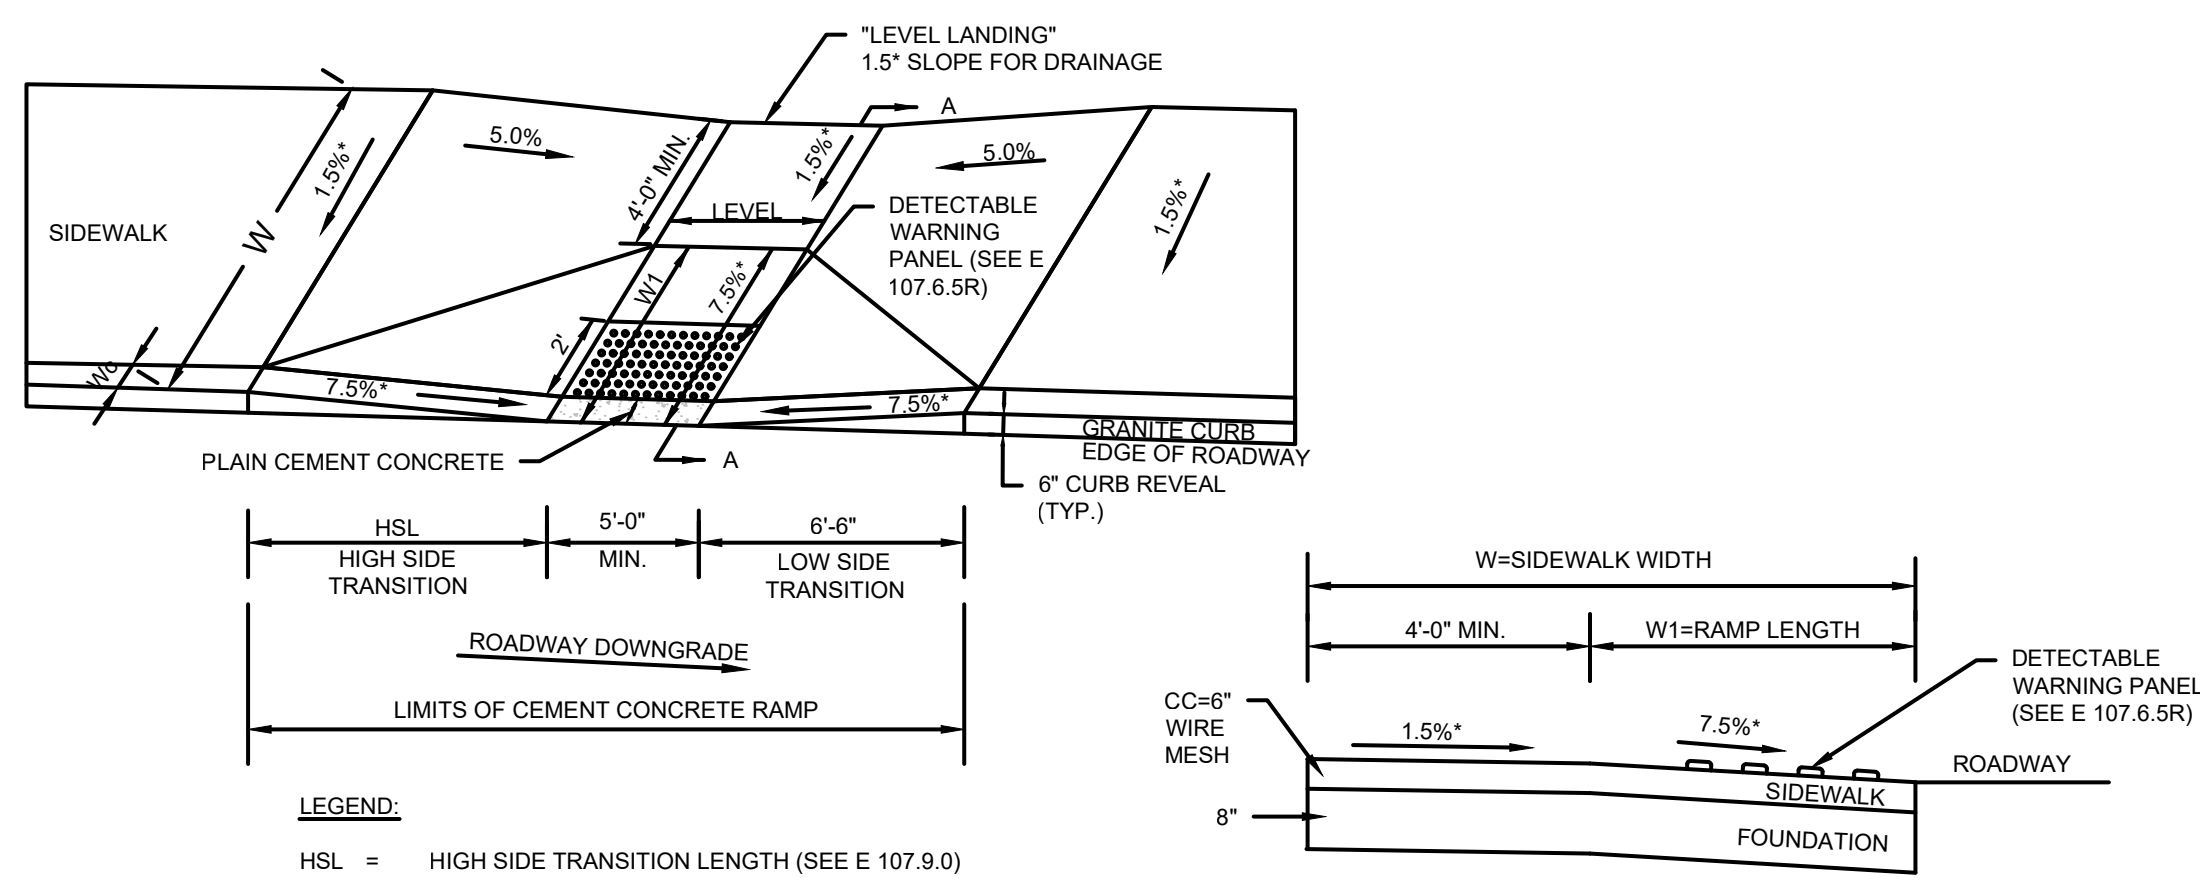 "LEVEL LANDING"
1.5* SLOPE FOR DRAINAGE
A
5.0%
5.0%
1.5%*
W
SIDEWALK
4'-0" MIN.
1.5%*
LEVEL
DETECTABLE
WARNING
PANEL (SEE E
107.6.5R)
1.5%*
W1
7.5%*
2'
Wc
7.5%*
7.5%*
GRANITE CURB
EDGE OF ROADWAY
PLAIN CEMENT CONCRETE
A
6" CURB REVEAL
(TYP.)
HSL
HIGH SIDE
TRANSITION
5'-0"
MIN.
6'-6"
LOW SIDE
TRANSITION
ROADWAY DOWNGRADE
LIMITS OF CEMENT CONCRETE RAMP
LEGEND:
HSL = HIGH SIDE TRANSITION LENGTH (SEE E 107.9.0)
W=SIDEWALK WIDTH
4'-0" MIN.
W1=RAMP LENGTH
DETECTABLE
WARNING PANEL
(SEE E 107.6.5R)
CC=6"
WIRE
MESH
1.5%*
7.5%*
ROADWAY
SIDEWALK
8"
FOUNDATION